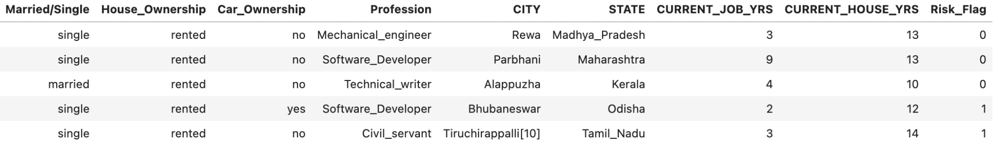 Married/Single House_Ownership Car_Ownership Profession CITY STATE CURRENT_JOB_YRS CURRENT_HOUSE_YRS Risk_Flag
single rented no Mechanical_engineer Rewa Madhya_Pradesh 3 13 0
single rented no Software_Developer Parbhani Maharashtra 9 13 0
married rented no Technical_writer Alappuzha Kerala 4 10 0
single rented yes Software_Developer Bhubaneswar Odisha 2 12 1
single rented no Civil_servant Tiruchirappalli[10] Tamil_Nadu 3 14 1